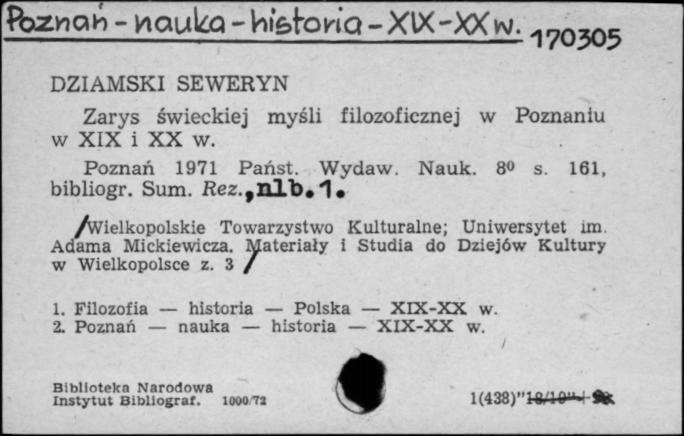 Poznań - nauka - historia - XIX-XX w.
170305
DZIAMSKI SEWERYN
Zarys świeckiej myśli filozoficznej w Poznaniu
w XIX i XX w.
Poznań 1971 Państ. Wydaw. Nauk. 8º s. 161,
bibliogr. Sum. Rez., nlb. 1.
/Wielkopolskie Towarzystwo Kulturalne; Uniwersytet im.
Adama Mickiewicza. Materiały i Studia do Dziejów Kultury
w Wielkopolsce z. 3 /
1. Filozofia — historia — Polska — XIX-XX w.
2. Poznań — nauka — historia — XIX-XX w.
Biblioteka Narodowa
Instytut Bibliograf. 1000/72
1(438)"18/19"